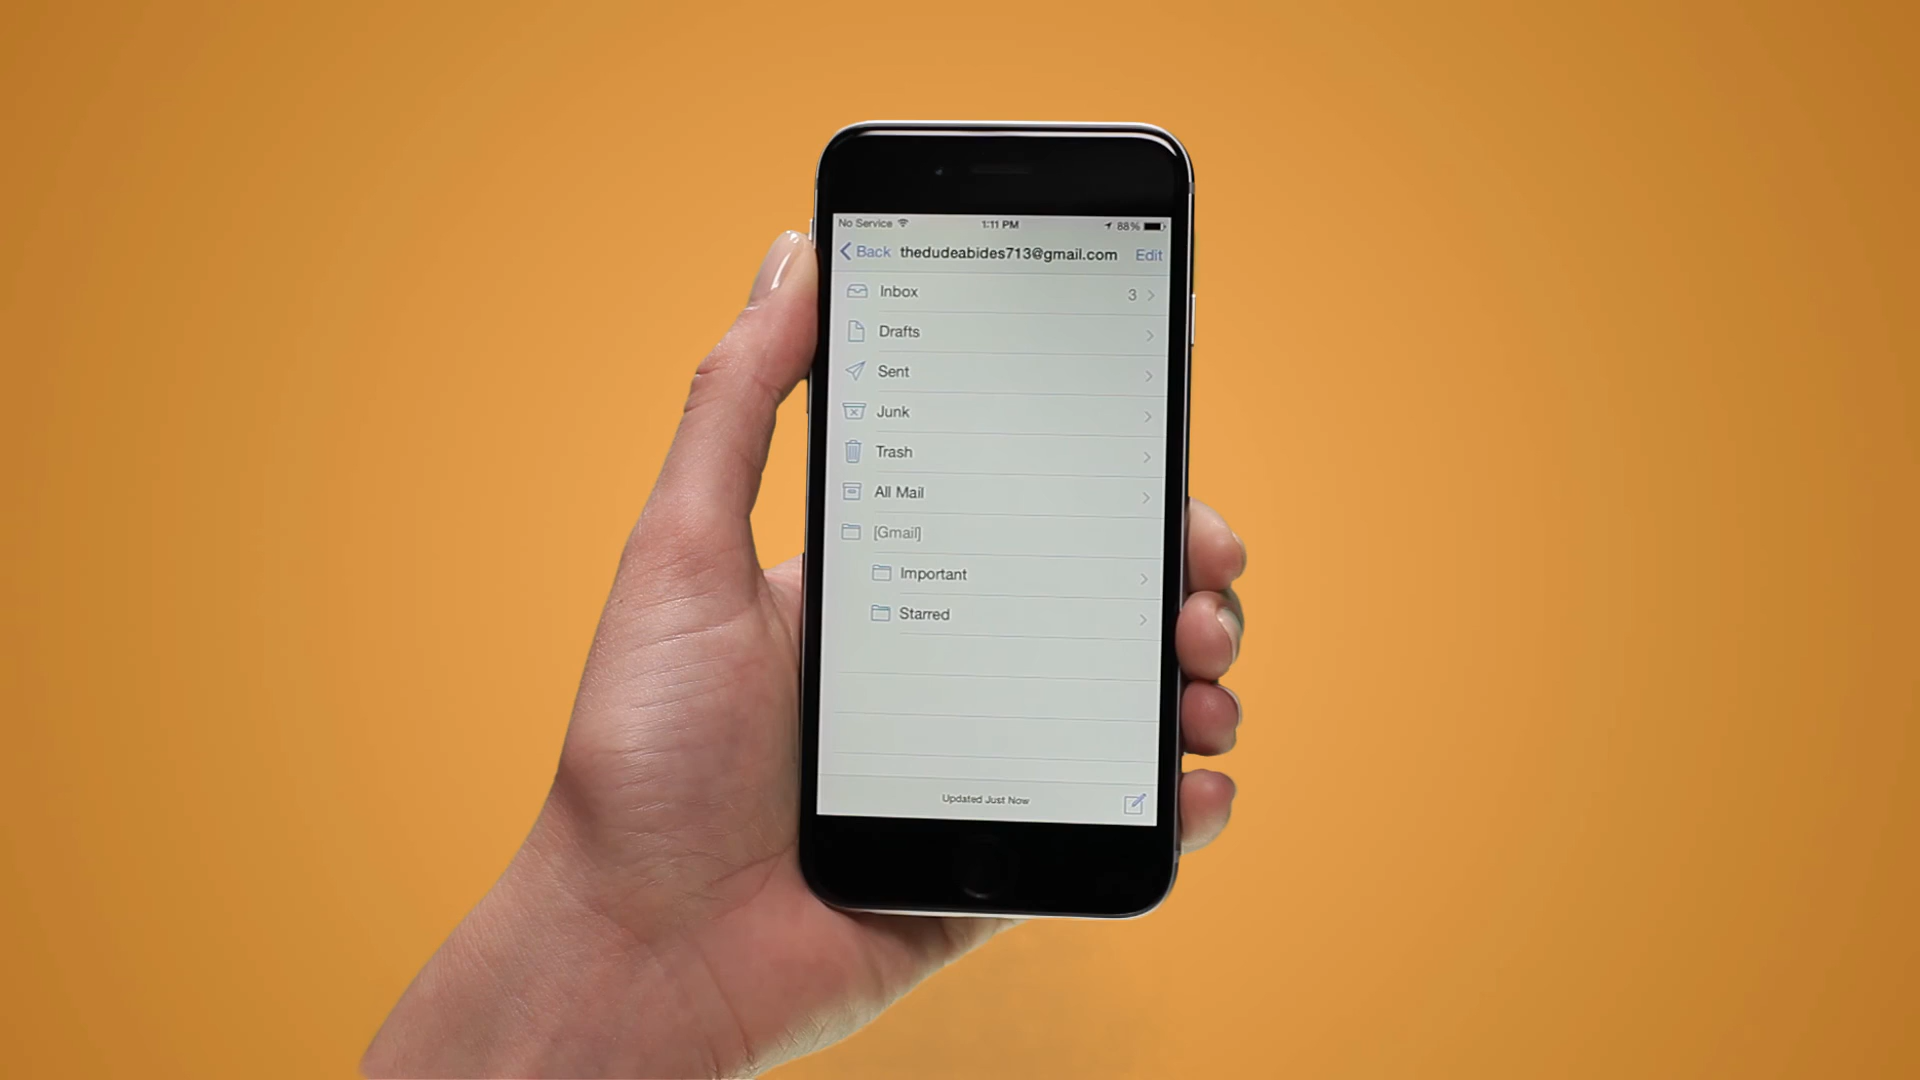 No Service 1:11 PM 88%
Back thedudeabides713@gmail.com Edit
Inbox 3
Drafts
Sent
Junk
Trash
All Mail
[Gmail]
Important
Starred
Updated Just Now